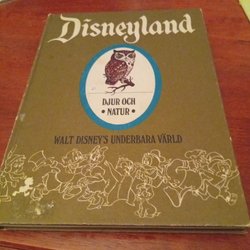 Disneyland
DJUR OCH
• NATUR •
WALT DISNEY'S UNDERBARA VÄRLD